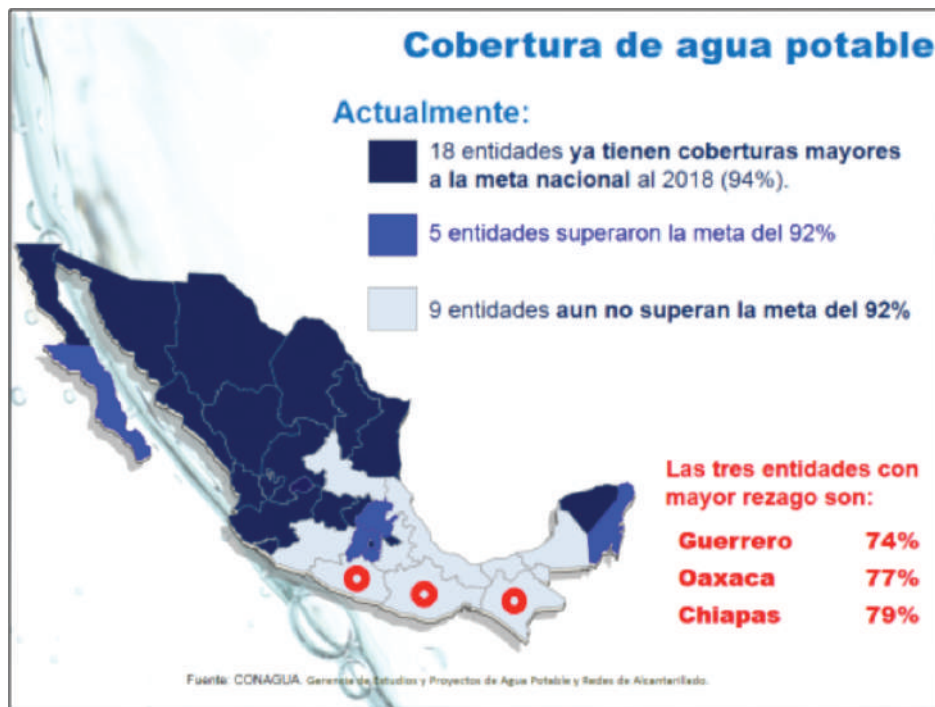 Cobertura de agua potable
Actualmente:
18 entidades ya tienen coberturas mayores
a la meta nacional al 2018 (94%).
5 entidades superaron la meta del 92%
9 entidades aun no superan la meta del 92%
Las tres entidades con
mayor rezago son:
Guerrero 74%
Oaxaca 77%
Chiapas 79%
Fuente: CONAGUA. Gerencia de Estudios y Proyectos de Agua Potable y Redes de Alcantarillado.